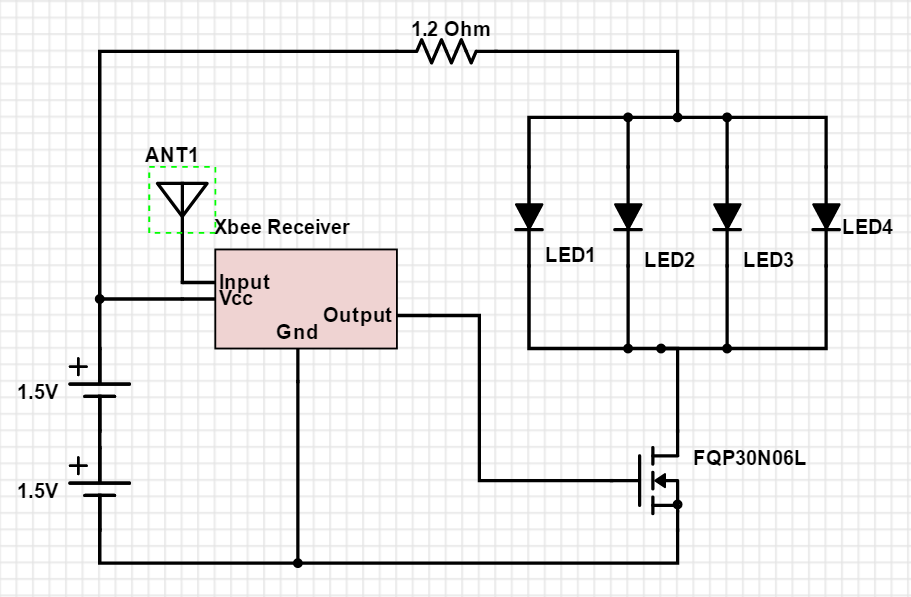 1.2 Ohm
ANT1
Xbee Receiver
Input
Vcc
Output
Gnd
LED1
LED2
LED3
LED4
+
1.5V
+
1.5V
FQP30N06L